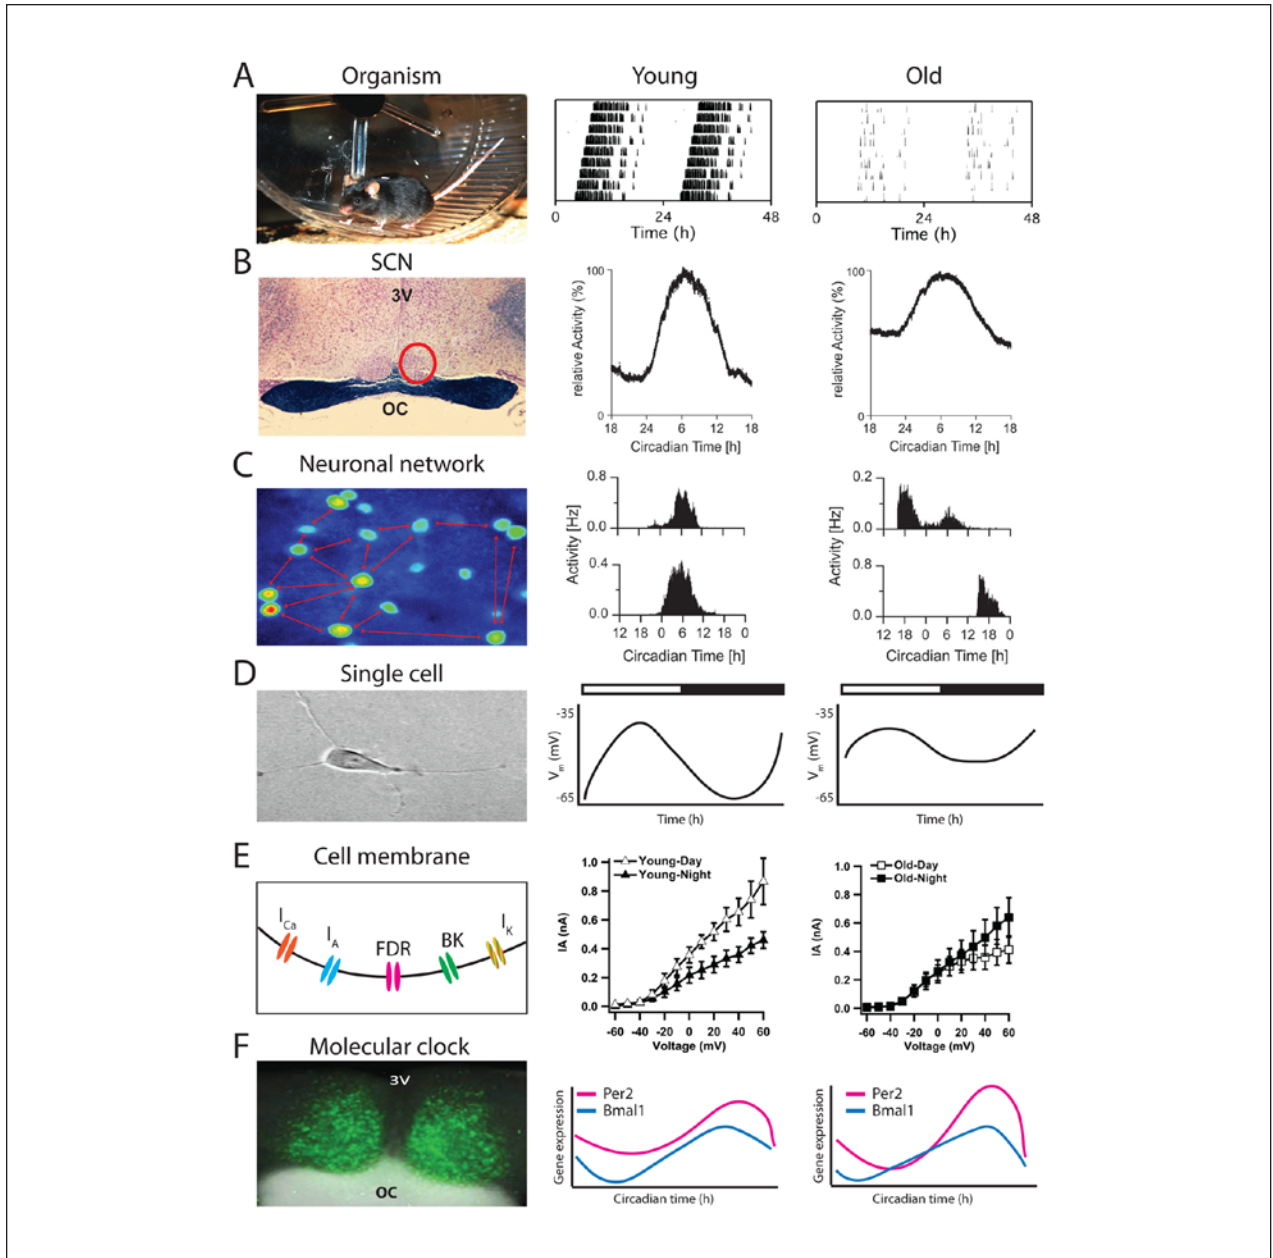 A Organism Young Old
0 24 48
Time (h)
0 24 48
Time (h)
B SCN
3V
OC
relative Activity (%)
100
0
18 24 6 12 18
Circadian Time [h]
relative Activity (%)
100
0
18 24 6 12 18
Circadian Time [h]
C Neuronal network
Activity [Hz]
0.8
0.0
0.4
0.0
12 18 0 6 12 18 0
Circadian Time [h]
Activity [Hz]
0.2
0.0
0.8
0.0
12 18 0 6 12 18 0
Circadian Time [h]
D Single cell
Vm (mV)
-35
-65
Time (h)
Vm (mV)
-35
-65
Time (h)
E Cell membrane
ICa
IA
FDR
BK
IK
Young-Day
Young-Night
IA (nA)
1.0
0.8
0.6
0.4
0.2
0.0
-60 -40 -20 0 20 40 60
Voltage (mV)
Old-Day
Old-Night
IA (nA)
1.0
0.8
0.6
0.4
0.2
0.0
-60 -40 -20 0 20 40 60
Voltage (mV)
F Molecular clock
3V
OC
Per2
Bmal1
Gene expression
Circadian time (h)
Per2
Bmal1
Gene expression
Circadian time (h)